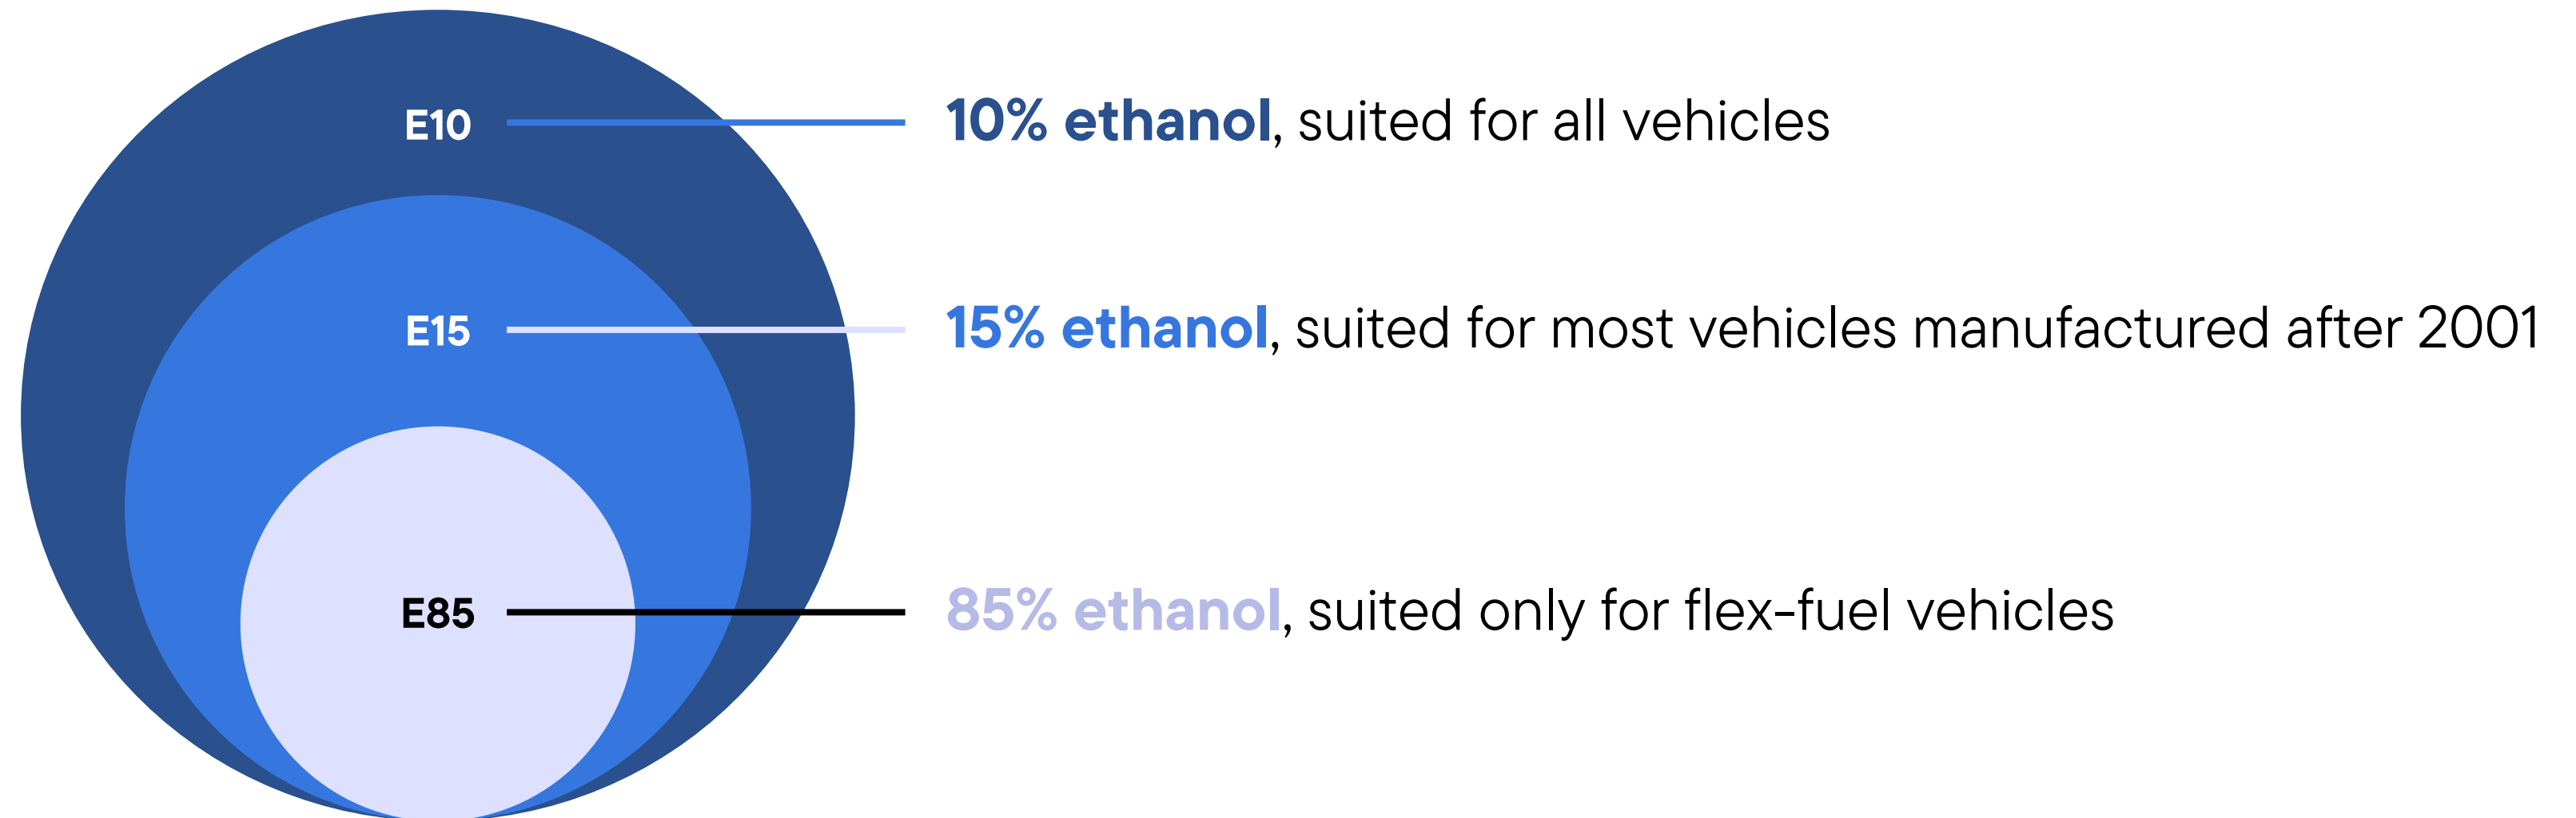 E10
10% ethanol, suited for all vehicles
E15
15% ethanol, suited for most vehicles manufactured after 2001
E85
85% ethanol, suited only for flex-fuel vehicles